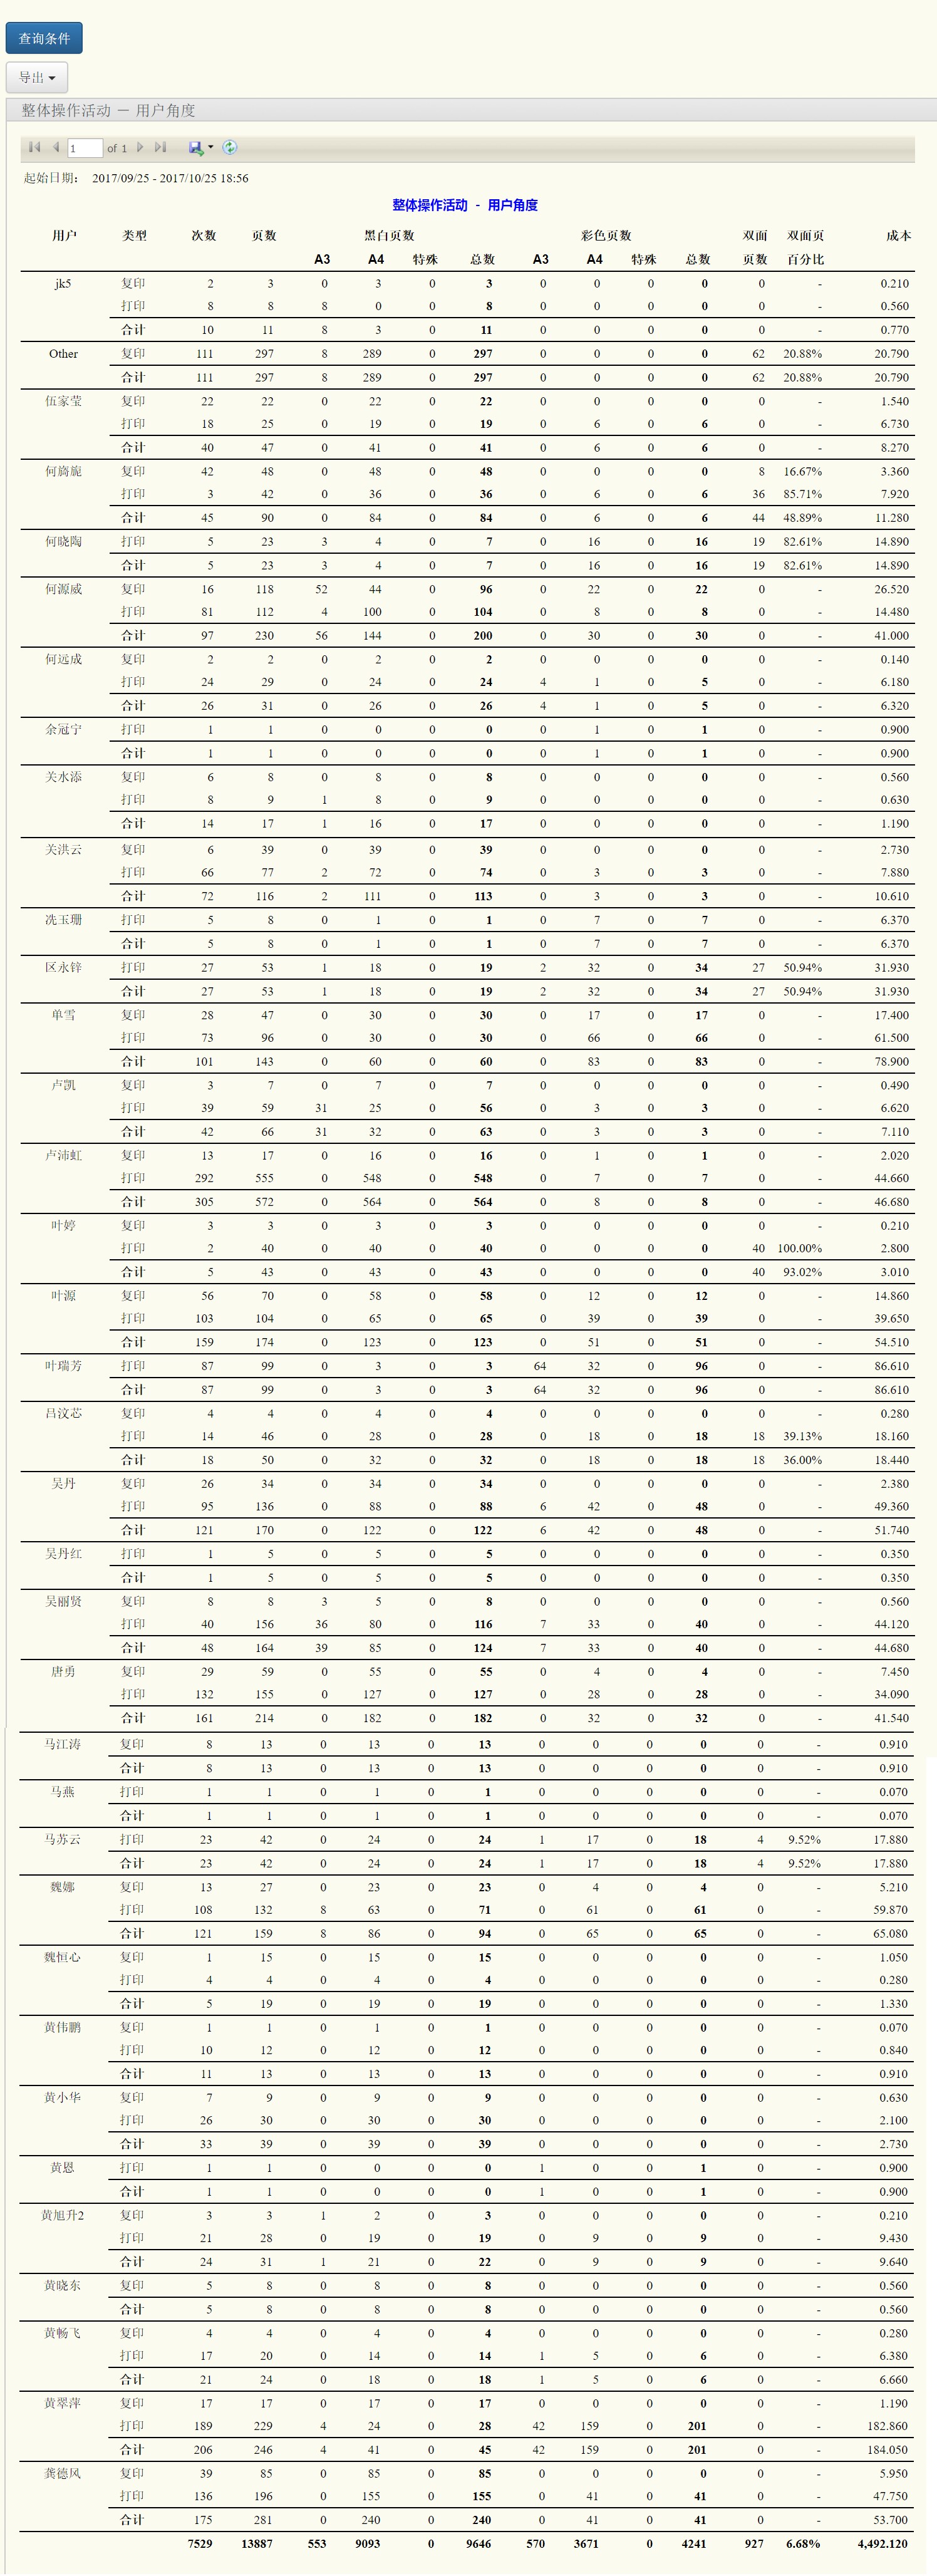 查询条件
导出
整体操作活动 － 用户角度
1 of 1
起始日期： 2017/09/25 - 2017/10/25 18:56
整体操作活动 - 用户角度
用户 类型 次数 页数 黑白页数 彩色页数 双面 双面页 成本
A3 A4 特殊 总数 A3 A4 特殊 总数 页数 百分比
jk5 复印 2 3 0 3 0 3 0 0 0 0 0 - 0.210
打印 8 8 8 0 0 8 0 0 0 0 0 - 0.560
合计 10 11 8 3 0 11 0 0 0 0 0 - 0.770
Other 复印 111 297 8 289 0 297 0 0 0 0 62 20.88% 20.790
合计 111 297 8 289 0 297 0 0 0 0 62 20.88% 20.790
伍家莹 复印 22 22 0 22 0 22 0 0 0 0 0 - 1.540
打印 18 25 0 19 0 19 0 6 0 6 0 - 6.730
合计 40 47 0 41 0 41 0 6 0 6 0 - 8.270
何旖旎 复印 42 48 0 48 0 48 0 0 0 0 8 16.67% 3.360
打印 3 42 0 36 0 36 0 6 0 6 36 85.71% 7.920
合计 45 90 0 84 0 84 0 6 0 6 44 48.89% 11.280
何晓陶 打印 5 23 3 4 0 7 0 16 0 16 19 82.61% 14.890
合计 5 23 3 4 0 7 0 16 0 16 19 82.61% 14.890
何源威 复印 16 118 52 44 0 96 0 22 0 22 0 - 26.520
打印 81 112 4 100 0 104 0 8 0 8 0 - 14.480
合计 97 230 56 144 0 200 0 30 0 30 0 - 41.000
何远成 复印 2 2 0 2 0 2 0 0 0 0 0 - 0.140
打印 24 29 0 24 0 24 4 1 0 5 0 - 6.180
合计 26 31 0 26 0 26 4 1 0 5 0 - 6.320
余冠宁 打印 1 1 0 0 0 0 0 1 0 1 0 - 0.900
合计 1 1 0 0 0 0 0 1 0 1 0 - 0.900
关水添 复印 6 8 0 8 0 8 0 0 0 0 0 - 0.560
打印 8 9 1 8 0 9 0 0 0 0 0 - 0.630
合计 14 17 1 16 0 17 0 0 0 0 0 - 1.190
关洪云 复印 6 39 0 39 0 39 0 0 0 0 0 - 2.730
打印 66 77 2 72 0 74 0 3 0 3 0 - 7.880
合计 72 116 2 111 0 113 0 3 0 3 0 - 10.610
冼玉珊 打印 5 8 0 1 0 1 0 7 0 7 0 - 6.370
合计 5 8 0 1 0 1 0 7 0 7 0 - 6.370
区永锌 打印 27 53 1 18 0 19 2 32 0 34 27 50.94% 31.930
合计 27 53 1 18 0 19 2 32 0 34 27 50.94% 31.930
单雪 复印 28 47 0 30 0 30 0 17 0 17 0 - 17.400
打印 73 96 0 30 0 30 0 66 0 66 0 - 61.500
合计 101 143 0 60 0 60 0 83 0 83 0 - 78.900
卢凯 复印 3 7 0 7 0 7 0 0 0 0 0 - 0.490
打印 39 59 31 25 0 56 0 3 0 3 0 - 6.620
合计 42 66 31 32 0 63 0 3 0 3 0 - 7.110
卢沛虹 复印 13 17 0 16 0 16 0 1 0 1 0 - 2.020
打印 292 555 0 548 0 548 0 7 0 7 0 - 44.660
合计 305 572 0 564 0 564 0 8 0 8 0 - 46.680
叶婷 复印 3 3 0 3 0 3 0 0 0 0 0 - 0.210
打印 2 40 0 40 0 40 0 0 0 0 40 100.00% 2.800
合计 5 43 0 43 0 43 0 0 0 0 40 93.02% 3.010
叶源 复印 56 70 0 58 0 58 0 12 0 12 0 - 14.860
打印 103 104 0 65 0 65 0 39 0 39 0 - 39.650
合计 159 174 0 123 0 123 0 51 0 51 0 - 54.510
叶瑞芳 打印 87 99 0 3 0 3 64 32 0 96 0 - 86.610
合计 87 99 0 3 0 3 64 32 0 96 0 - 86.610
吕汶芯 复印 4 4 0 4 0 4 0 0 0 0 0 - 0.280
打印 14 46 0 28 0 28 0 18 0 18 18 39.13% 18.160
合计 18 50 0 32 0 32 0 18 0 18 18 36.00% 18.440
吴丹 复印 26 34 0 34 0 34 0 0 0 0 0 - 2.380
打印 95 136 0 88 0 88 6 42 0 48 0 - 49.360
合计 121 170 0 122 0 122 6 42 0 48 0 - 51.740
吴丹红 打印 1 5 0 5 0 5 0 0 0 0 0 - 0.350
合计 1 5 0 5 0 5 0 0 0 0 0 - 0.350
吴丽贤 复印 8 8 3 5 0 8 0 0 0 0 0 - 0.560
打印 40 156 36 80 0 116 7 33 0 40 0 - 44.120
合计 48 164 39 85 0 124 7 33 0 40 0 - 44.680
唐勇 复印 29 59 0 55 0 55 0 4 0 4 0 - 7.450
打印 132 155 0 127 0 127 0 28 0 28 0 - 34.090
合计 161 214 0 182 0 182 0 32 0 32 0 - 41.540
马江涛 复印 8 13 0 13 0 13 0 0 0 0 0 - 0.910
合计 8 13 0 13 0 13 0 0 0 0 0 - 0.910
马燕 打印 1 1 0 1 0 1 0 0 0 0 0 - 0.070
合计 1 1 0 1 0 1 0 0 0 0 0 - 0.070
马苏云 打印 23 42 0 24 0 24 1 17 0 18 4 9.52% 17.880
合计 23 42 0 24 0 24 1 17 0 18 4 9.52% 17.880
魏娜 复印 13 27 0 23 0 23 0 4 0 4 0 - 5.210
打印 108 132 8 63 0 71 0 61 0 61 0 - 59.870
合计 121 159 8 86 0 94 0 65 0 65 0 - 65.080
魏恒心 复印 1 15 0 15 0 15 0 0 0 0 0 - 1.050
打印 4 4 0 4 0 4 0 0 0 0 0 - 0.280
合计 5 19 0 19 0 19 0 0 0 0 0 - 1.330
黄伟鹏 复印 1 1 0 1 0 1 0 0 0 0 0 - 0.070
打印 10 12 0 12 0 12 0 0 0 0 0 - 0.840
合计 11 13 0 13 0 13 0 0 0 0 0 - 0.910
黄小华 复印 7 9 0 9 0 9 0 0 0 0 0 - 0.630
打印 26 30 0 30 0 30 0 0 0 0 0 - 2.100
合计 33 39 0 39 0 39 0 0 0 0 0 - 2.730
黄恩 打印 1 1 0 0 0 0 1 0 0 1 0 - 0.900
合计 1 1 0 0 0 0 1 0 0 1 0 - 0.900
黄旭升2 复印 3 3 1 2 0 3 0 0 0 0 0 - 0.210
打印 21 28 0 19 0 19 0 9 0 9 0 - 9.430
合计 24 31 1 21 0 22 0 9 0 9 0 - 9.640
黄晓东 复印 5 8 0 8 0 8 0 0 0 0 0 - 0.560
合计 5 8 0 8 0 8 0 0 0 0 0 - 0.560
黄畅飞 复印 4 4 0 4 0 4 0 0 0 0 0 - 0.280
打印 17 20 0 14 0 14 1 5 0 6 0 - 6.380
合计 21 24 0 18 0 18 1 5 0 6 0 - 6.660
黄翠萍 复印 17 17 0 17 0 17 0 0 0 0 0 - 1.190
打印 189 229 4 24 0 28 42 159 0 201 0 - 182.860
合计 206 246 4 41 0 45 42 159 0 201 0 - 184.050
龚德风 复印 39 85 0 85 0 85 0 0 0 0 0 - 5.950
打印 136 196 0 155 0 155 0 41 0 41 0 - 47.750
合计 175 281 0 240 0 240 0 41 0 41 0 - 53.700
7529 13887 553 9093 0 9646 570 3671 0 4241 927 6.68% 4,492.120